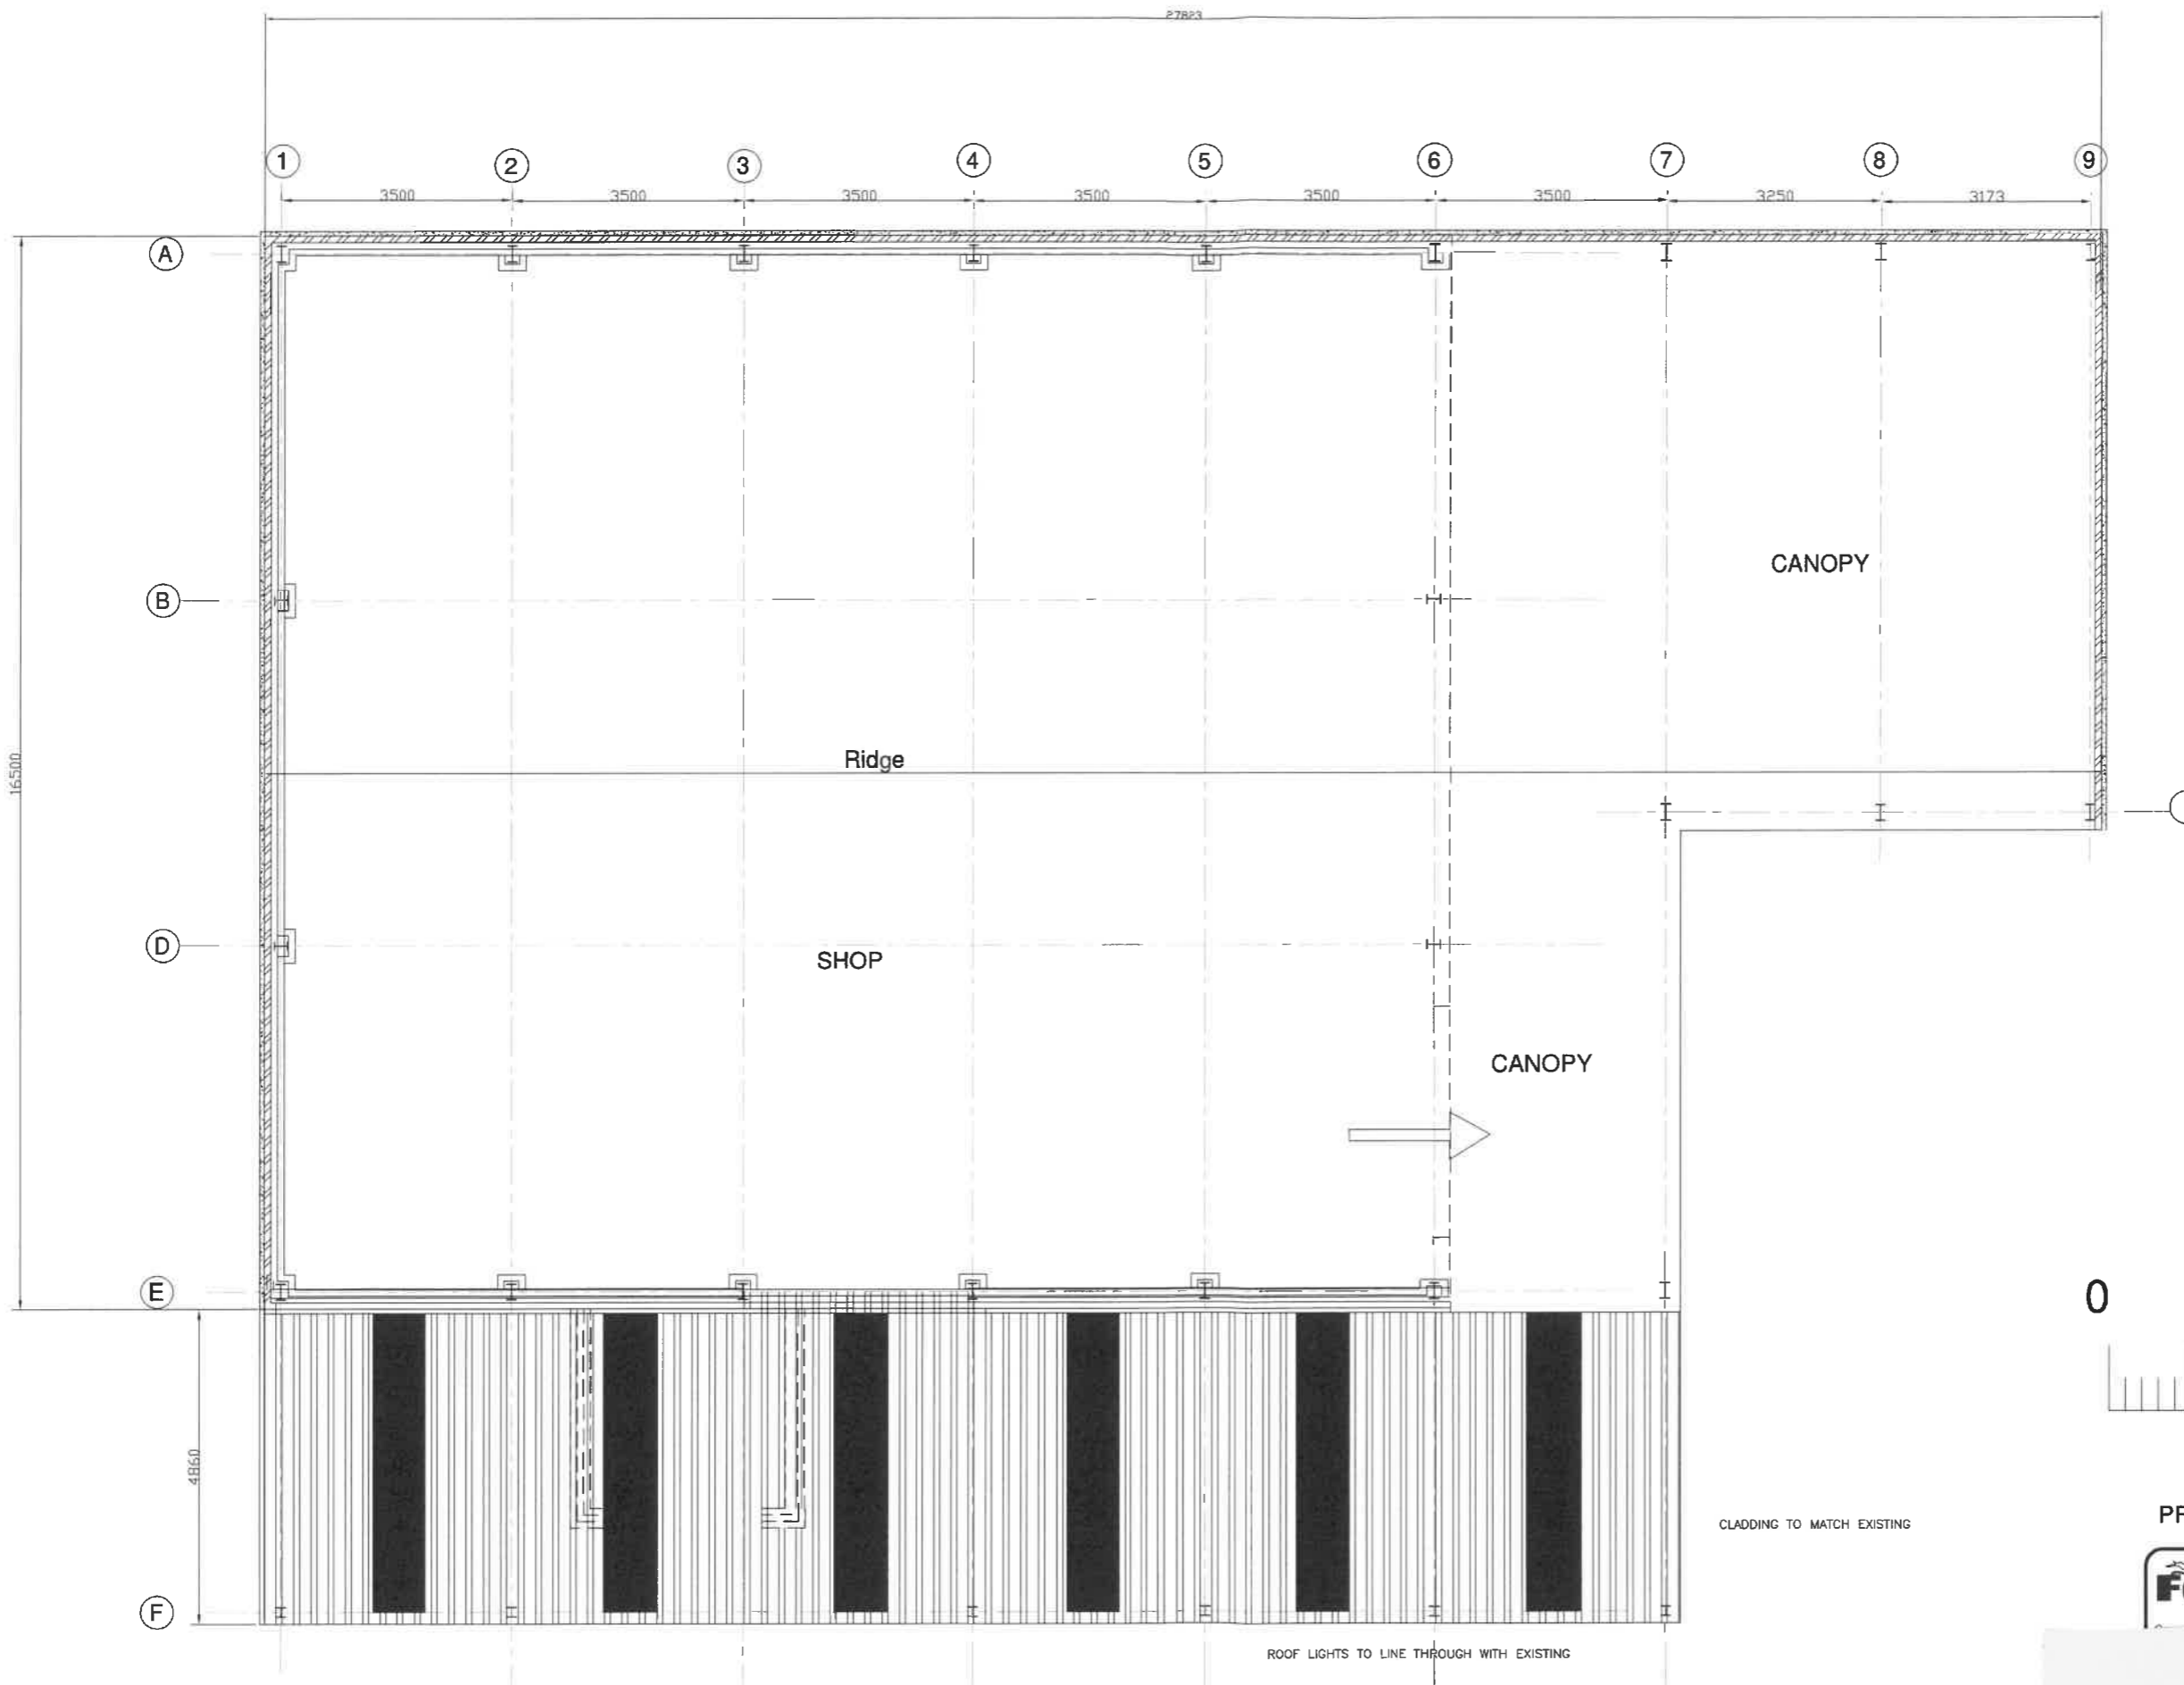 27823
1 2 3 4 5 6 7 8 9
3500 3500 3500 3500 3500 3500 3250 3173
A
CANOPY
B
Ridge
16500
D
SHOP
CANOPY
E
0
4860
CLADDING TO MATCH EXISTING
F
ROOF LIGHTS TO LINE THROUGH WITH EXISTING